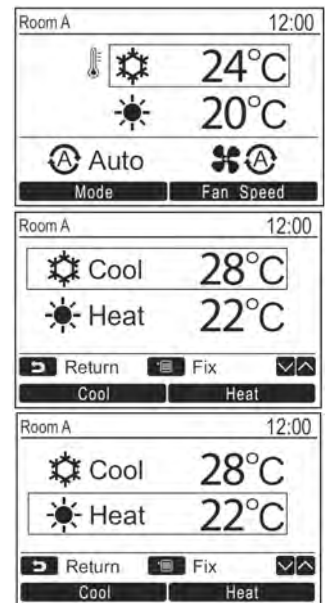 Room A 12:00
24°C
20°C
A Auto A
Mode Fan Speed
Room A 12:00
Cool 28°C
Heat 22°C
Return Fix
Cool Heat
Room A 12:00
Cool 28°C
Heat 22°C
Return Fix
Cool Heat